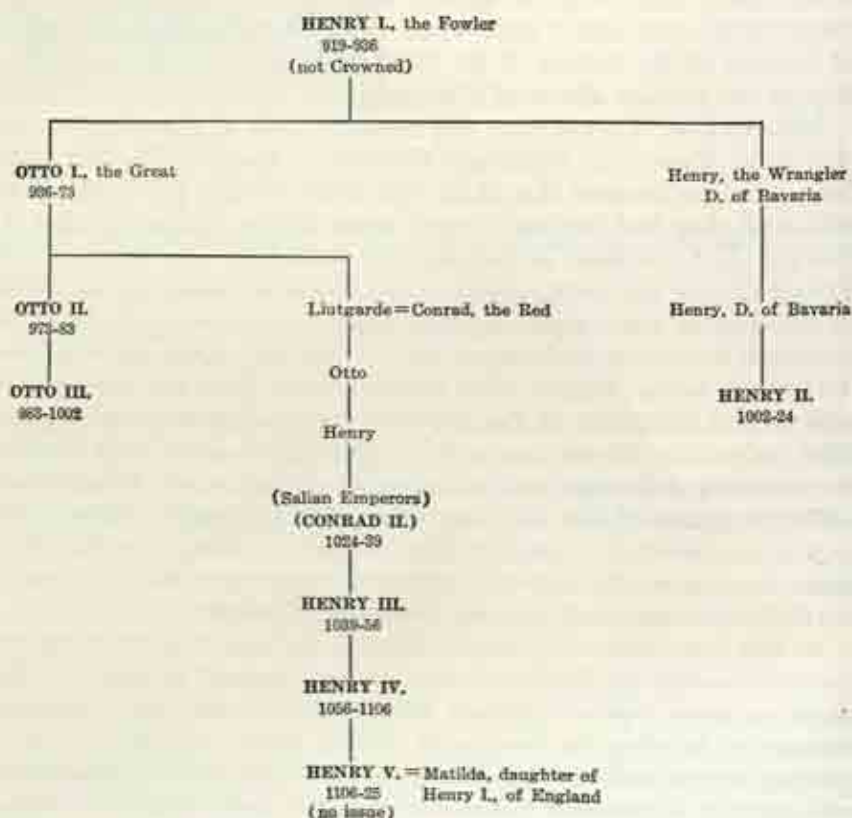 HENRY I., the Fowler
919-936
(not Crowned)
OTTO I., the Great
936-73
Henry, the Wrangler
D. of Bavaria
OTTO II.
973-83
Liutgarde=Conrad, the Red
Henry, D. of Bavaria
OTTO III.
983-1002
Otto
HENRY II.
1002-24
Henry
(Salian Emperors)
(CONRAD II.)
1024-39
HENRY III.
1039-56
HENRY IV.
1056-1106
HENRY V.=Matilda, daughter of
1106-25 Henry I., of England
(no issue)